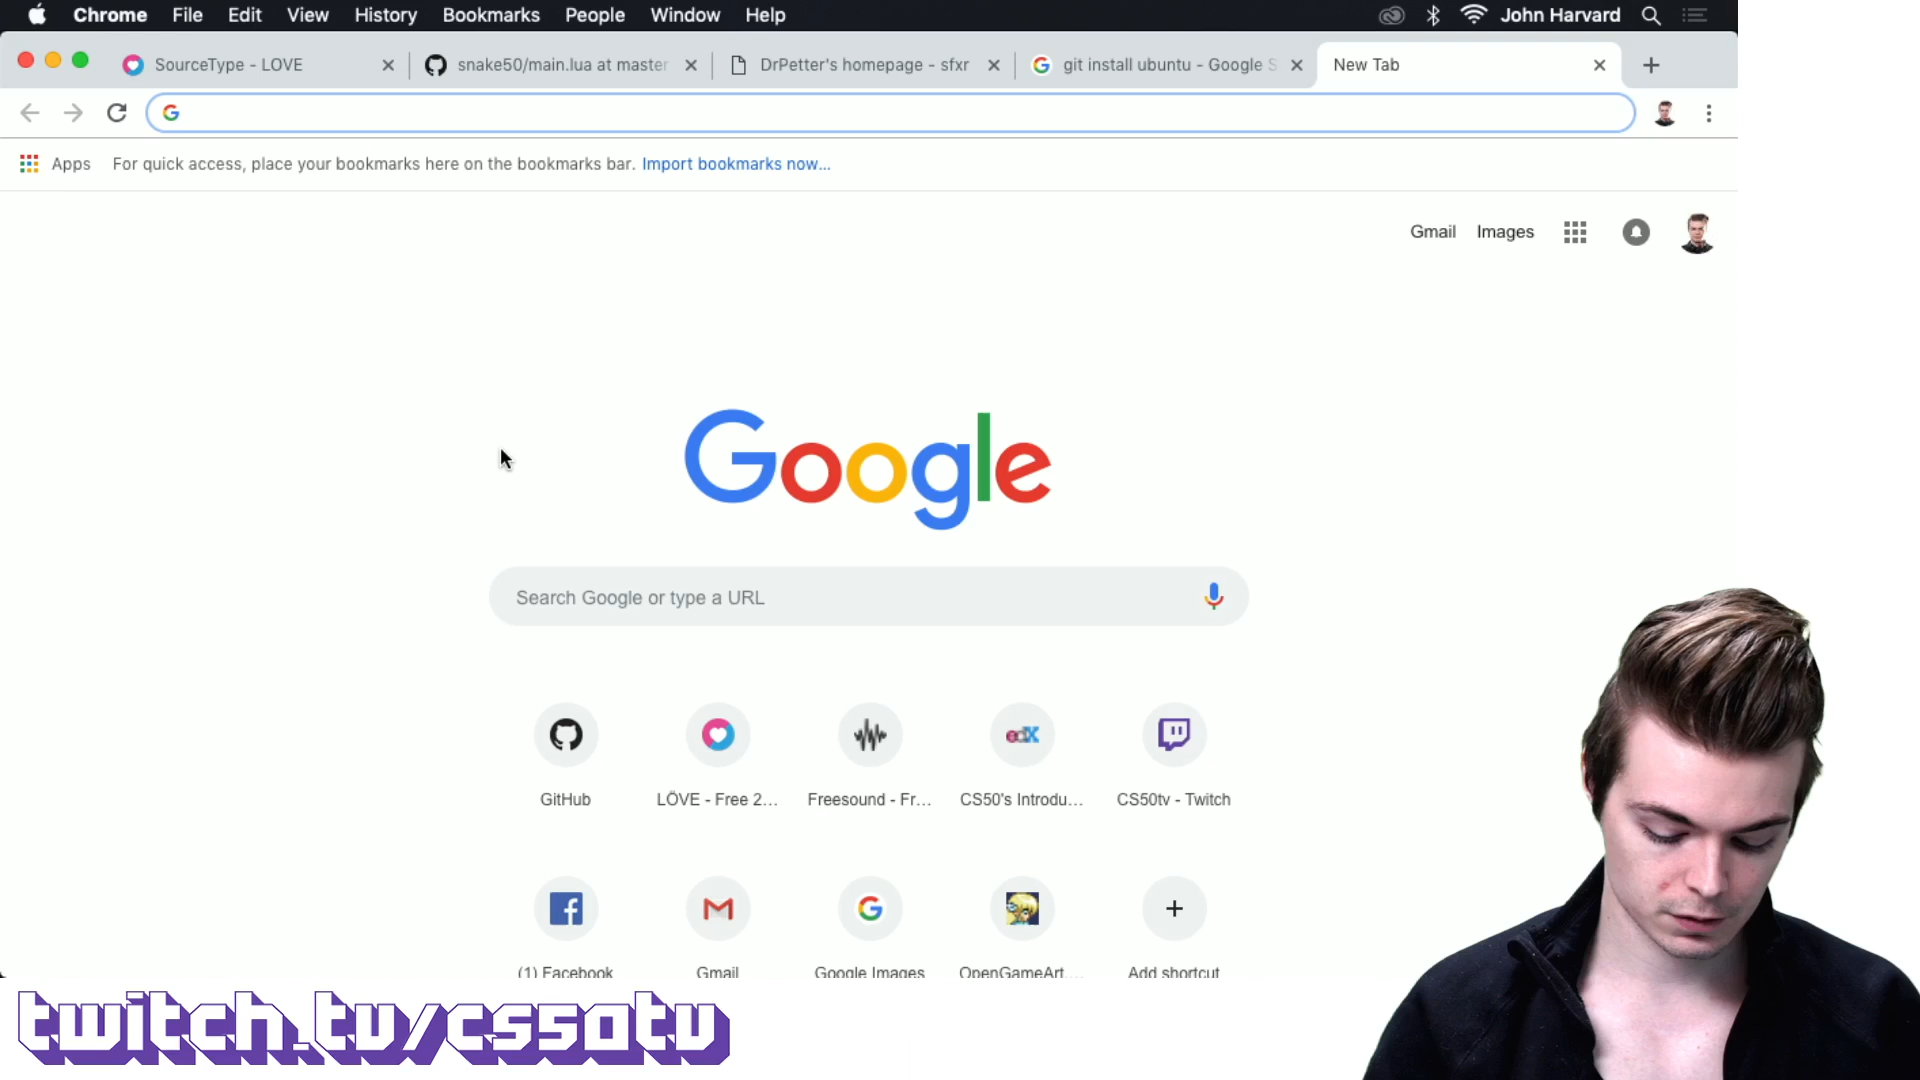 Chrome File Edit View History Bookmarks People Window Help John Harvard
SourceType - LOVE snake50/main.lua at master DrPetter's homepage - sfxr git install ubuntu - Google S New Tab
Apps For quick access, place your bookmarks here on the bookmarks bar. Import bookmarks now...
Gmail Images
Google
Search Google or type a URL
GitHub LÖVE - Free 2... Freesound - Fr... CS50's Introdu... CS50tv - Twitch
(1) Facebook Gmail Google Images OpenGameArt.... Add shortcut
twitch.tv/cs50tv